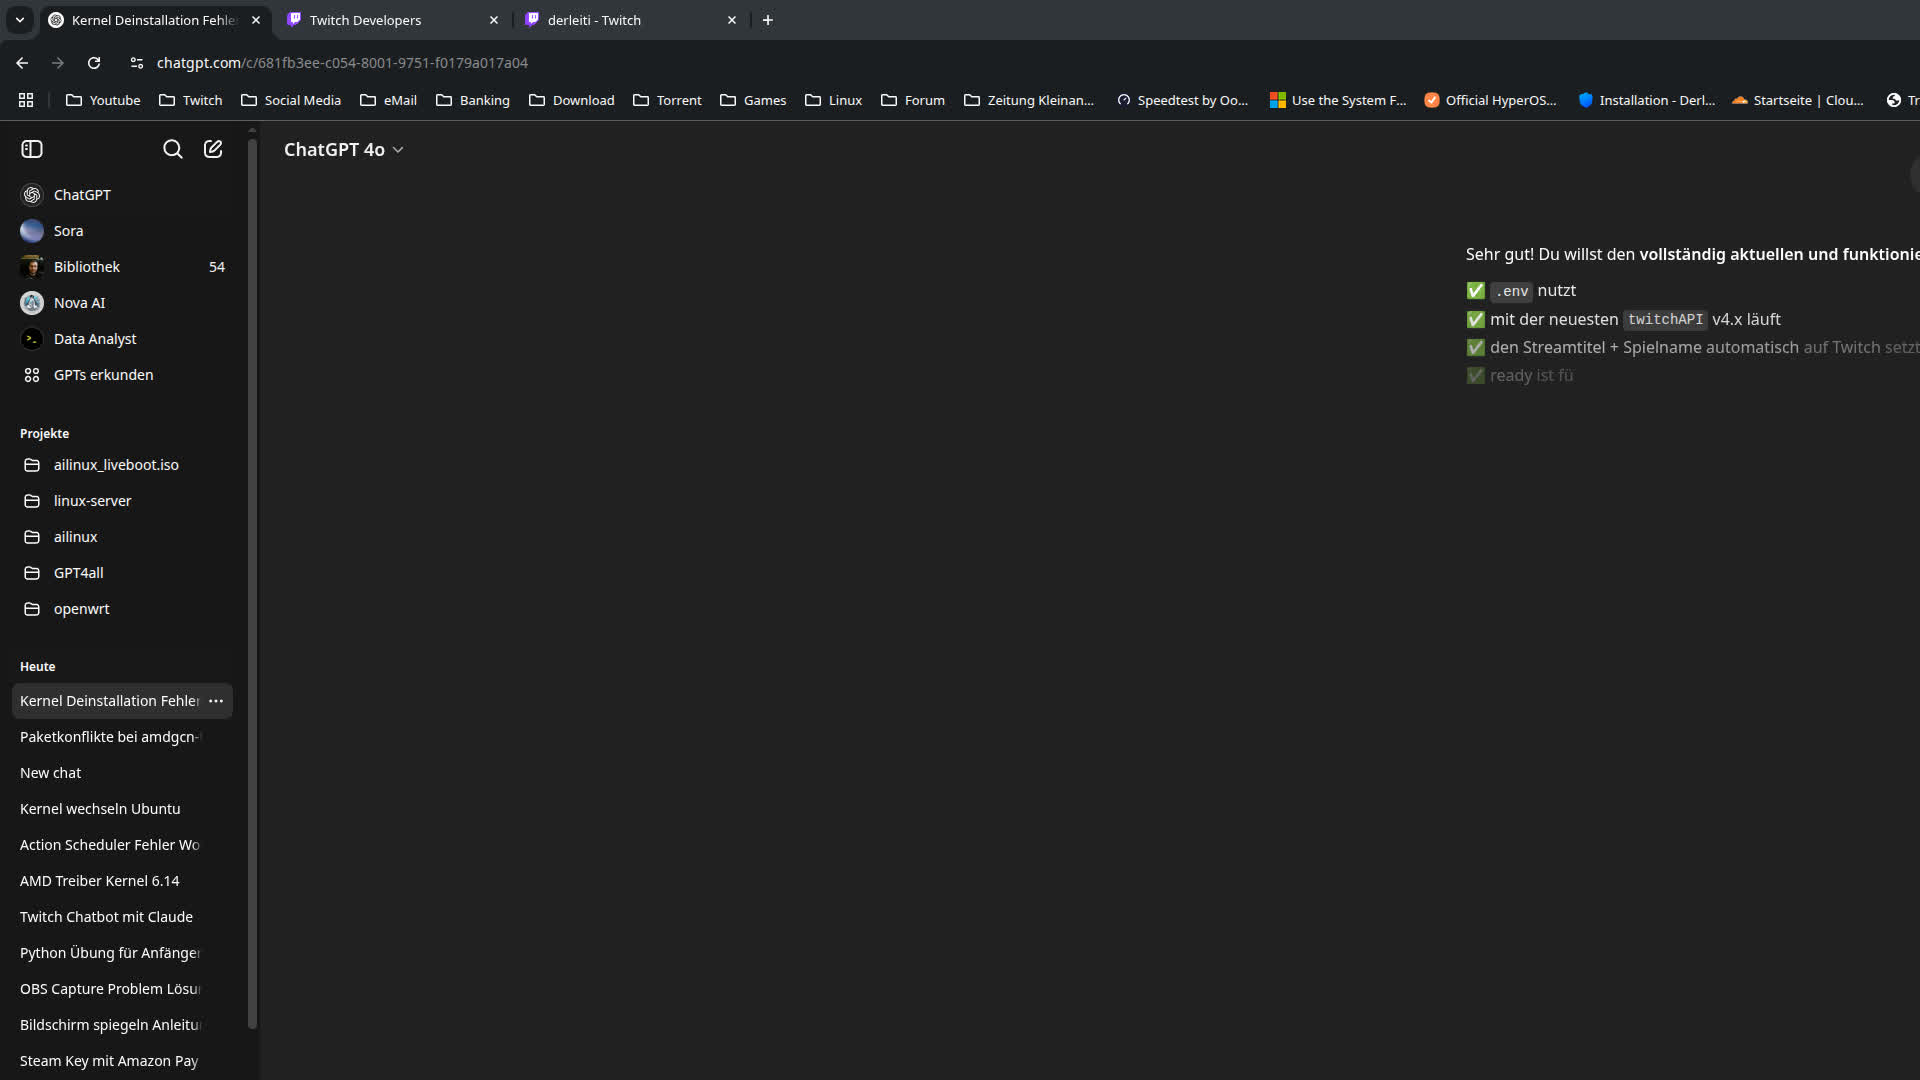 Kernel Deinstallation Fehle
Twitch Developers
derleiti - Twitch
chatgpt.com/c/681fb3ee-c054-8001-9751-f0179a017a04
Youtube
Twitch
Social Media
eMail
Banking
Download
Torrent
Games
Linux
Forum
Zeitung Kleinan...
Speedtest by Oo...
Use the System F...
Official HyperOS...
Installation - Derl...
Startseite | Clou...
Tr
ChatGPT 4o
ChatGPT
Sora
Bibliothek 54
Nova AI
Data Analyst
GPTs erkunden
Projekte
ailinux_liveboot.iso
linux-server
ailinux
GPT4all
openwrt
Heute
Kernel Deinstallation Fehler
Paketkonflikte bei amdgcn-
New chat
Kernel wechseln Ubuntu
Action Scheduler Fehler Wo
AMD Treiber Kernel 6.14
Twitch Chatbot mit Claude
Python Übung für Anfänger
OBS Capture Problem Lösu
Bildschirm spiegeln Anleitu
Steam Key mit Amazon Pay
Sehr gut! Du willst den vollständig aktuellen und funktionie
✅ .env nutzt
✅ mit der neuesten twitchAPI v4.x läuft
✅ den Streamtitel + Spielname automatisch auf Twitch setzt
✅ ready ist fü